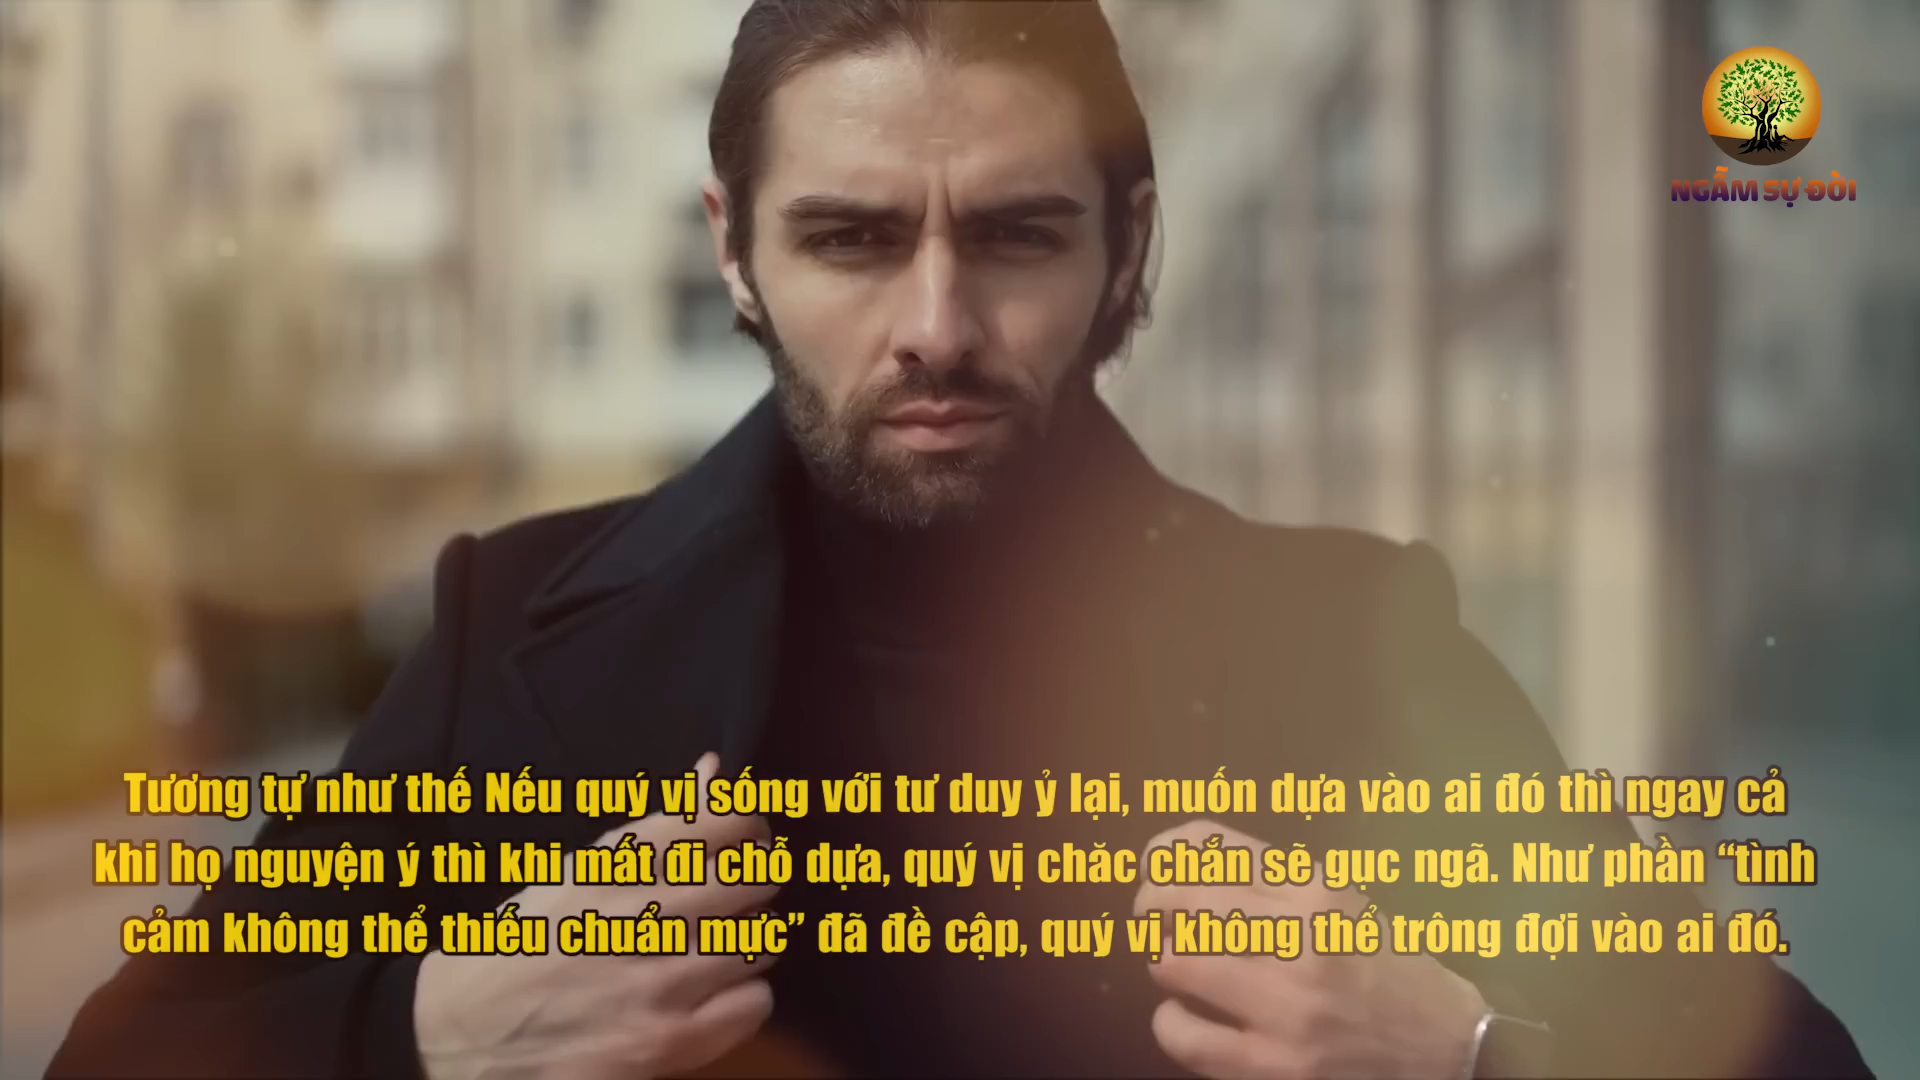 NGẪM SỰ ĐỜI
Tương tự như thế Nếu quý vị sống với tư duy ỷ lại, muốn dựa vào ai đó thì ngay cả
khi họ nguyện ý thì khi mất đi chỗ dựa, quý vị chăc chắn sẽ gục ngã. Như phần “tình
cảm không thể thiếu chuẩn mực” đã đề cập, quý vị không thể trông đợi vào ai đó.